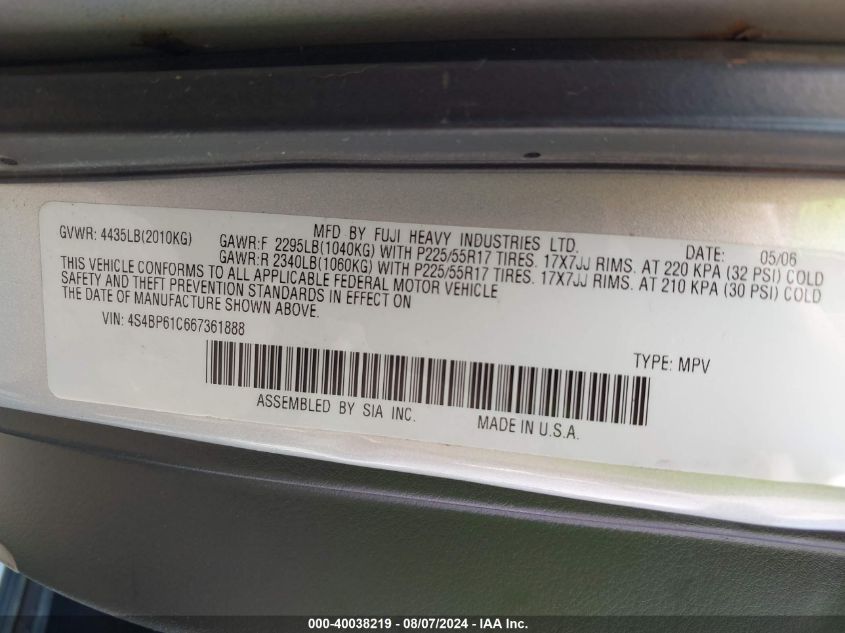 MFD BY FUJI HEAVY INDUSTRIES LTD. DATE: 05/06
GVWR: 4435LB(2010KG) GAWR:F 2295LB(1040KG) WITH P225/55R17 TIRES. 17X7JJ RIMS. AT 220 KPA (32 PSI) COLD
GAWR:R 2340LB(1060KG) WITH P225/55R17 TIRES. 17X7JJ RIMS. AT 210 KPA (30 PSI) COLD
THIS VEHICLE CONFORMS TO ALL APPLICABLE FEDERAL MOTOR VEHICLE
SAFETY AND THEFT PREVENTION STANDARDS IN EFFECT ON
THE DATE OF MANUFACTURE SHOWN ABOVE.
VIN: 4S4BP61C667361888
TYPE: MPV
ASSEMBLED BY SIA INC. MADE IN U.S.A.
000-40038219 - 08/07/2024 - IAA Inc.